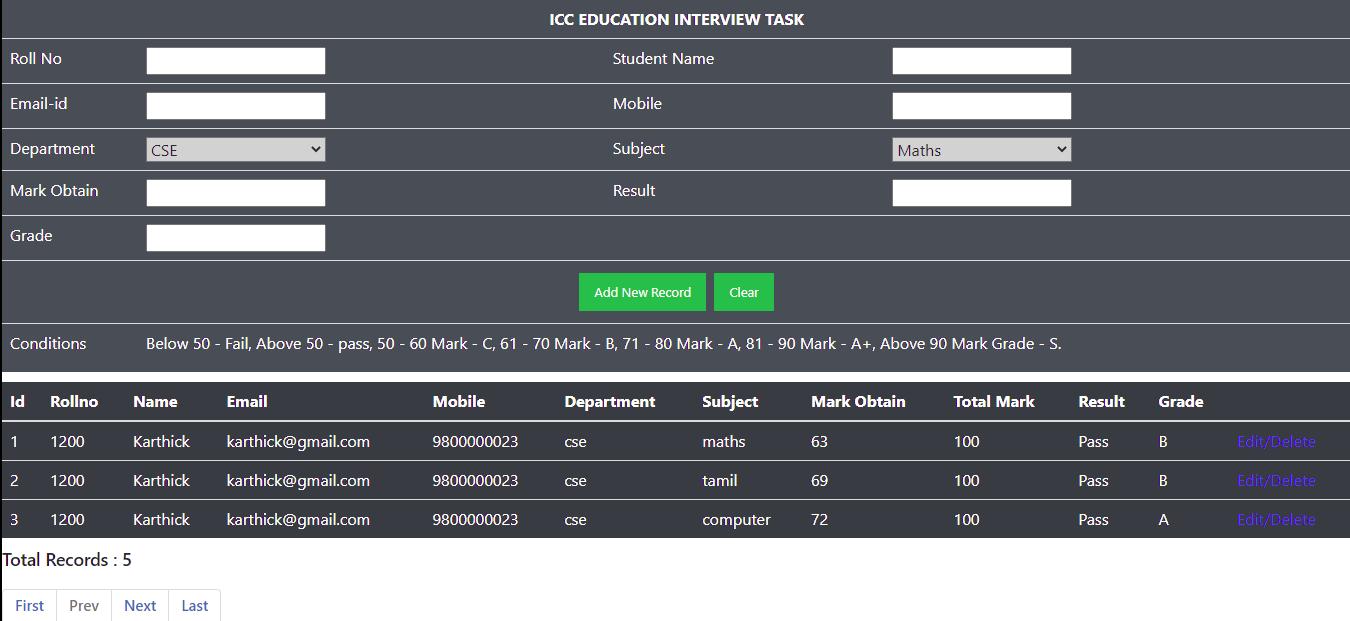 ICC EDUCATION INTERVIEW TASK
Roll No Student Name
Email-id Mobile
Department CSE Subject Maths
Mark Obtain Result
Grade
Add New Record Clear
Conditions Below 50 - Fail, Above 50 - pass, 50 - 60 Mark - C, 61 - 70 Mark - B, 71 - 80 Mark - A, 81 - 90 Mark - A+, Above 90 Mark Grade - S.
Id Rollno Name Email Mobile Department Subject Mark Obtain Total Mark Result Grade
1 1200 Karthick karthick@gmail.com 9800000023 cse maths 63 100 Pass B Edit/Delete
2 1200 Karthick karthick@gmail.com 9800000023 cse tamil 69 100 Pass B Edit/Delete
3 1200 Karthick karthick@gmail.com 9800000023 cse computer 72 100 Pass A Edit/Delete
Total Records : 5
First Prev Next Last